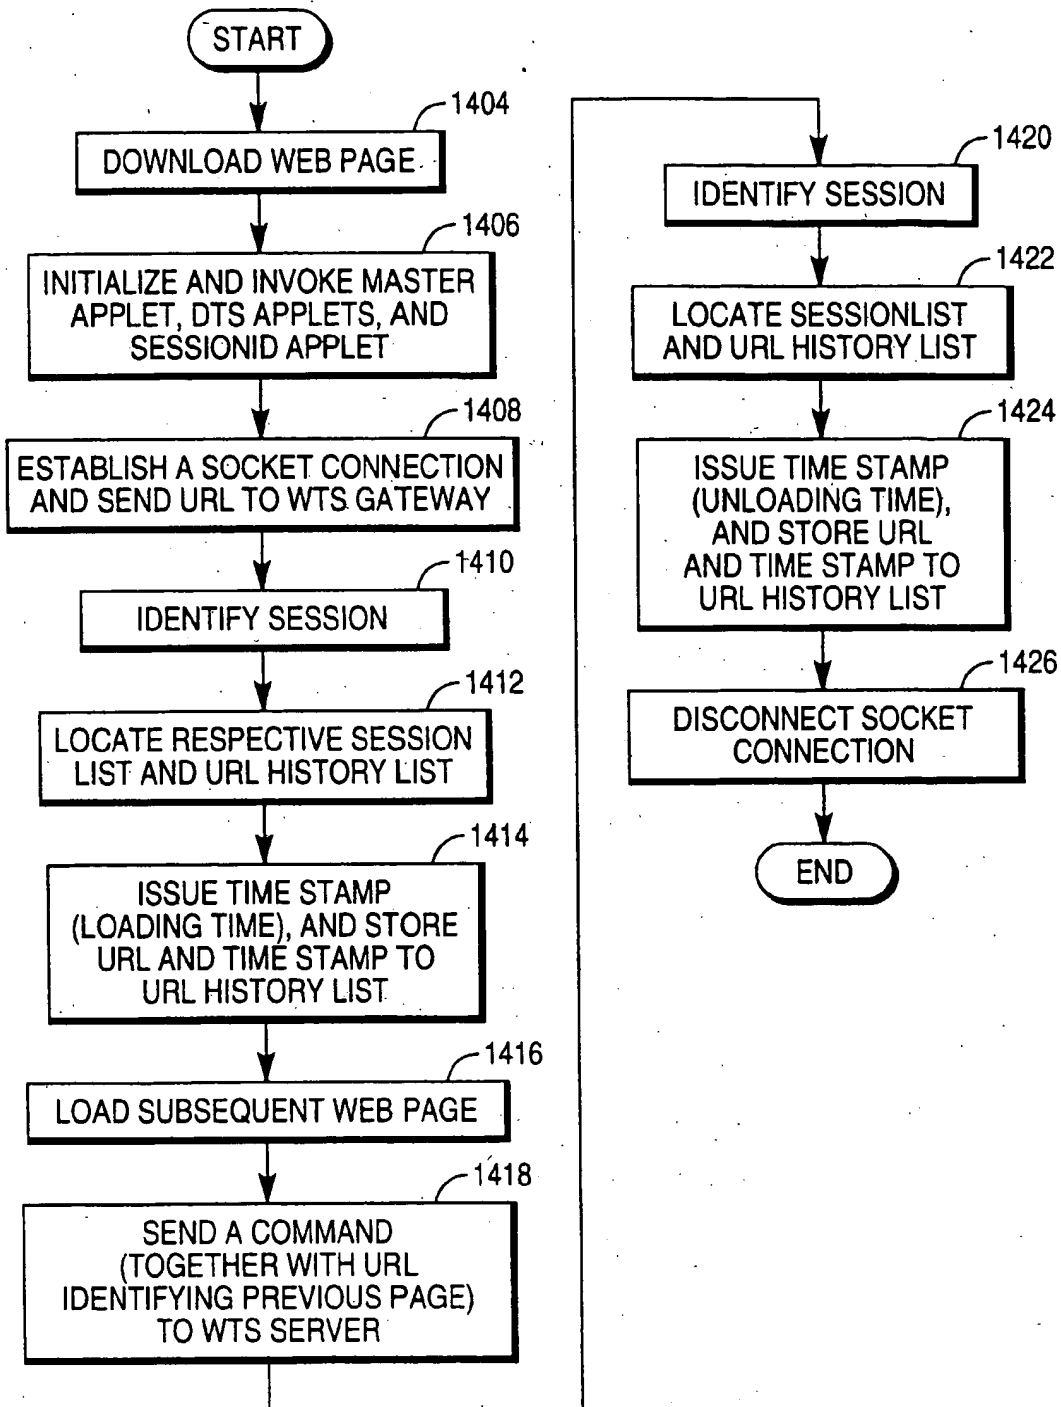 START
1404
DOWNLOAD WEB PAGE
1406
INITIALIZE AND INVOKE MASTER
APPLET, DTS APPLETS, AND
SESSIONID APPLET
1408
ESTABLISH A SOCKET CONNECTION
AND SEND URL TO WTS GATEWAY
1410
IDENTIFY SESSION
1412
LOCATE RESPECTIVE SESSION
LIST AND URL HISTORY LIST
1414
ISSUE TIME STAMP
(LOADING TIME), AND STORE
URL AND TIME STAMP TO
URL HISTORY LIST
1416
LOAD SUBSEQUENT WEB PAGE
1418
SEND A COMMAND
(TOGETHER WITH URL
IDENTIFYING PREVIOUS PAGE)
TO WTS SERVER
1420
IDENTIFY SESSION
1422
LOCATE SESSIONLIST
AND URL HISTORY LIST
1424
ISSUE TIME STAMP
(UNLOADING TIME),
AND STORE URL
AND TIME STAMP TO
URL HISTORY LIST
1426
DISCONNECT SOCKET
CONNECTION
END